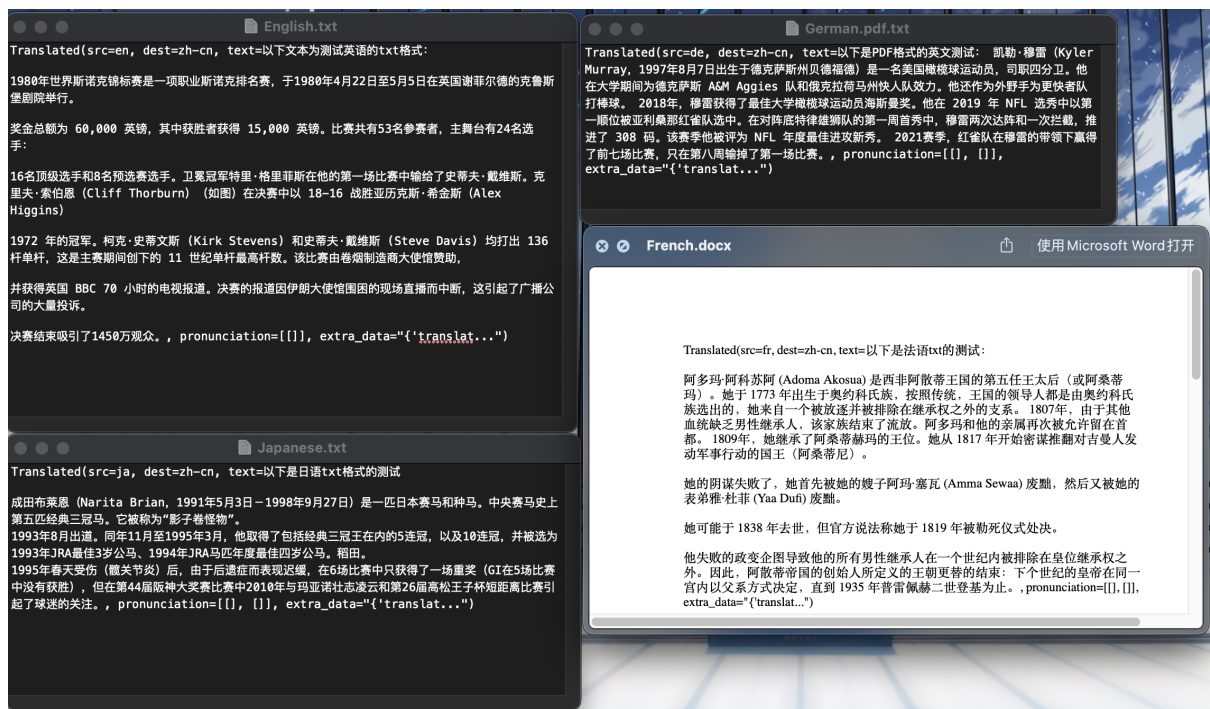 English.txt
Translated(src=en, dest=zh-cn, text=以下文本为测试英语的txt格式：
1980年世界斯诺克锦标赛是一项职业斯诺克排名赛，于1980年4月22日至5月5日在英国谢菲尔德的克鲁斯
堡剧院举行。
奖金总额为 60,000 英镑，其中获胜者获得 15,000 英镑。比赛共有53名参赛者，主舞台有24名选
手：
16名顶级选手和8名预选赛选手。卫冕冠军特里·格里菲斯在他的第一场比赛中输给了史蒂夫·戴维斯。克
里夫·索伯恩（Cliff Thorburn）（如图）在决赛中以 18-16 战胜亚历克斯·希金斯（Alex
Higgins）
1972 年的冠军。柯克·史蒂文斯 (Kirk Stevens) 和史蒂夫·戴维斯 (Steve Davis) 均打出 136
杆单杆，这是主赛期间创下的 11 世纪单杆最高杆数。该比赛由卷烟制造商大使馆赞助，
并获得英国 BBC 70 小时的电视报道。决赛的报道因伊朗大使馆围困的现场直播而中断，这引起了广播公
司的大量投诉。
决赛结束吸引了1450万观众。, pronunciation=[[]], extra_data="{'translat...")
German.pdf.txt
Translated(src=de, dest=zh-cn, text=以下是PDF格式的英文测试： 凯勒·穆雷（Kyler
Murray，1997年8月7日出生于德克萨斯州贝德福德）是一名美国橄榄球运动员，司职四分卫。他
在大学期间为德克萨斯 A&M Aggies 队和俄克拉荷马州快人队效力。他还作为外野手为更快者队
打棒球。 2018年，穆雷获得了最佳大学橄榄球运动员海斯曼奖。他在 2019 年 NFL 选秀中以第
一顺位被亚利桑那红雀队选中。在对阵底特律雄狮队的第一周首秀中，穆雷两次达阵和一次拦截，推
进了 308 码。该赛季他被评为 NFL 年度最佳进攻新秀。 2021赛季，红雀队在穆雷的带领下赢得
了前七场比赛，只在第八周输掉了第一场比赛。, pronunciation=[[], []],
extra_data="{'translat...")
French.docx
使用Microsoft Word打开
Translated(src=fr, dest=zh-cn, text=以下是法语txt的测试：
阿多玛·阿科苏阿 (Adoma Akosua) 是西非阿散蒂王国的第五任王太后（或阿桑蒂
玛）。她于 1773 年出生于奥约科氏族，按照传统，王国的领导人都是由奥约科氏
族选出的，她来自一个被放逐并被排除在继承权之外的支系。 1807年，由于其他
血统缺乏男性继承人，该家族结束了流放。阿多玛和他的亲属再次被允许留在首
都。 1809年，她继承了阿桑蒂赫玛的王位。她从 1817 年开始密谋推翻对吉曼人发
动军事行动的国王（阿桑蒂尼）。
她的阴谋失败了，她首先被她的嫂子阿玛·塞瓦 (Amma Sewaa) 废黜，然后又被她的
表弟雅·杜菲 (Yaa Dufi) 废黜。
她可能于 1838 年去世，但官方说法称她于 1819 年被勒死仪式处决。
他失败的政变企图导致他的所有男性继承人在一个世纪内被排除在皇位继承权之
外。因此，阿散蒂帝国的创始人所定义的王朝更替的结束：下个世纪的皇帝在同一
宫内以父系方式决定，直到 1935 年普雷佩赫二世登基为止。, pronunciation=[[], []],
extra_data="{'translat...")
Japanese.txt
Translated(src=ja, dest=zh-cn, text=以下是日语txt格式的测试
成田布莱恩（Narita Brian，1991年5月3日－1998年9月27日）是一匹日本赛马和种马。中央赛马史上
第五匹经典三冠马。它被称为“影子卷怪物”。
1993年8月出道。同年11月至1995年3月，他取得了包括经典三冠王在内的5连冠，以及10连冠，并被选为
1993年JRA最佳3岁公马、1994年JRA马匹年度最佳四岁公马。稻田。
1995年春天受伤（髋关节炎）后，由于后遗症而表现迟缓，在6场比赛中只获得了一场重奖（GI在5场比赛
中没有获胜），但在第44届阪神大奖赛比赛中2010年与玛亚诺壮志凌云和第26届高松王子杯短距离比赛引
起了球迷的关注。, pronunciation=[[], []], extra_data="{'translat...")